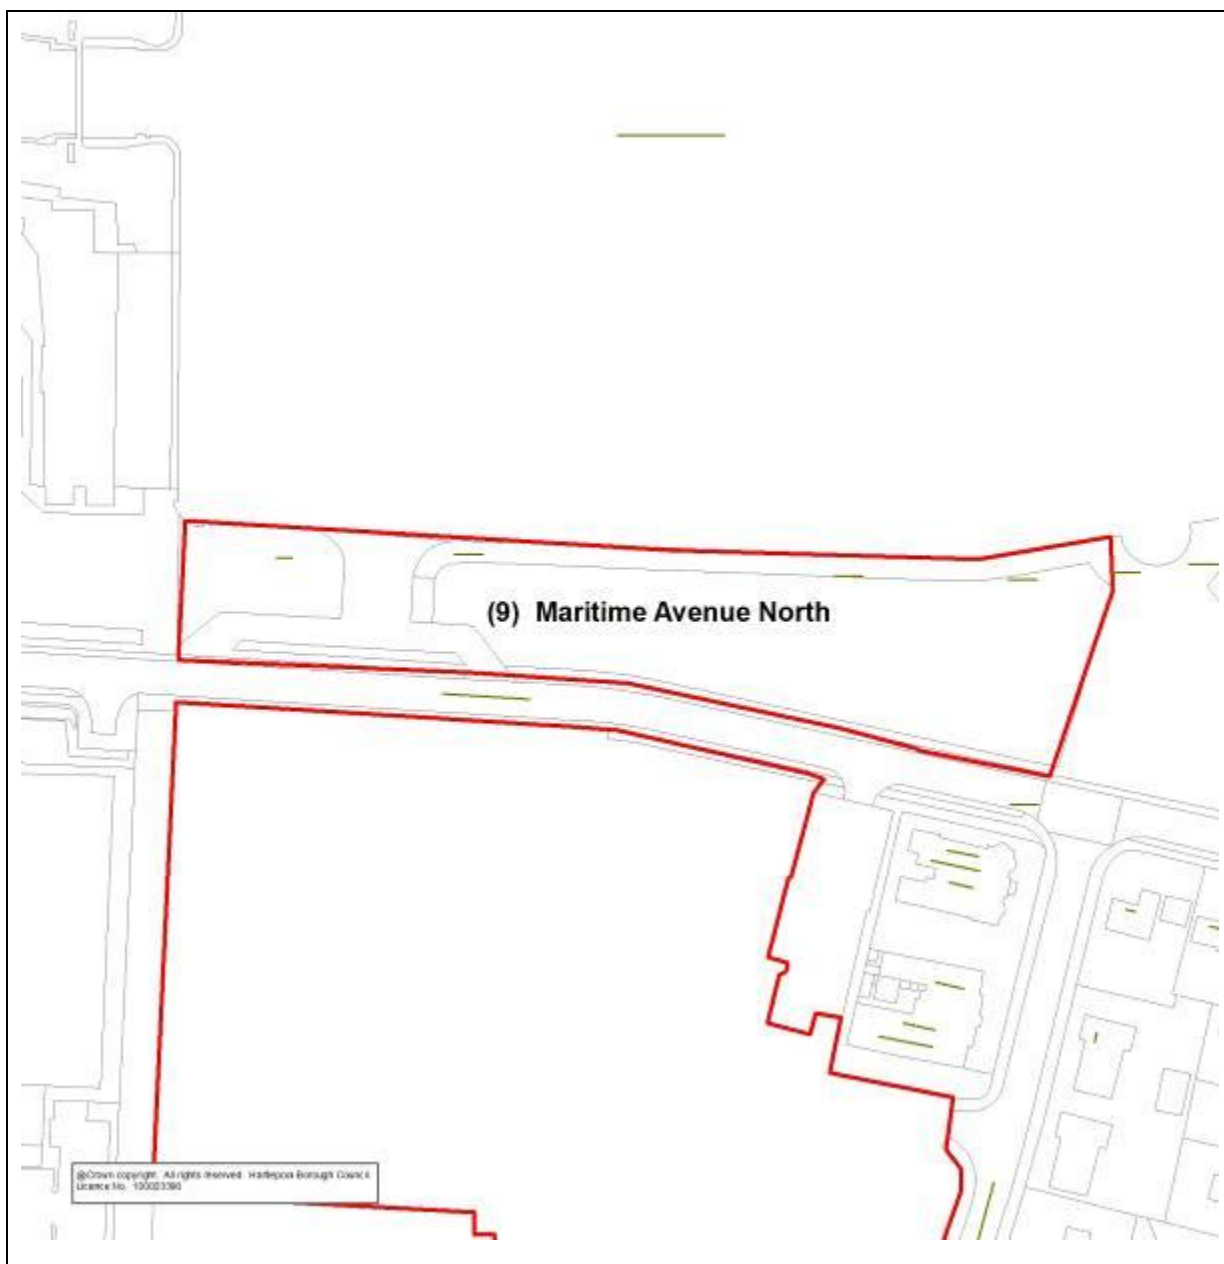 (9) Maritime Avenue North
@Crown copyright. All rights reserved. Hartlepool Borough Council.
Licence No. 100023390